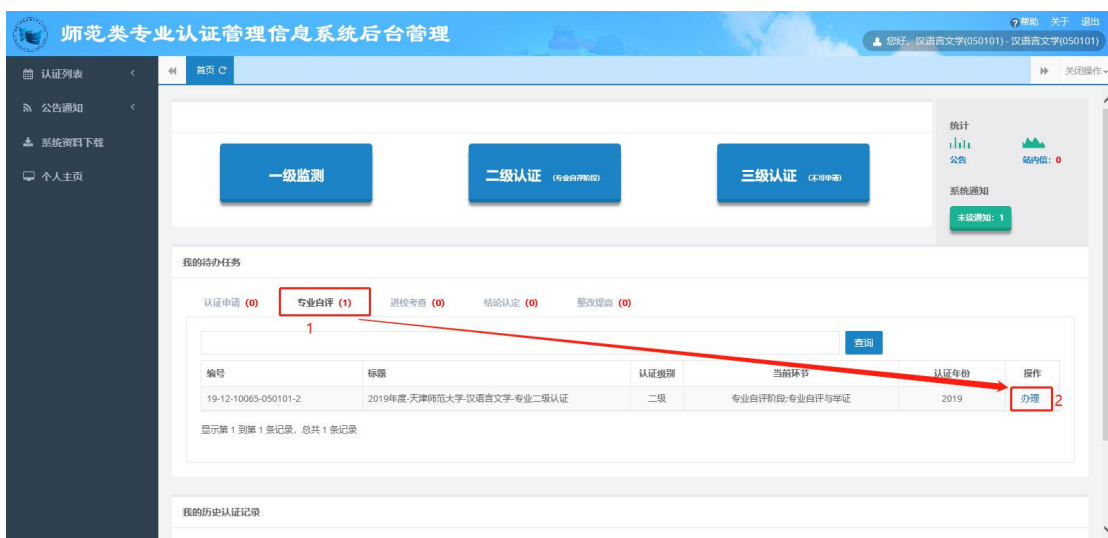 师范类专业认证管理信息系统后台管理
帮助 关于 退出
您好，汉语言文学(050101) - 汉语言文学(050101)
认证列表
首页
关闭操作
公告通知
系统资料下载
个人主页
一级监测
二级认证 (专业自评阶段)
三级认证 (不可申请)
统计
公告 站内信：0
系统通知
未读通知：1
我的待办任务
认证申请 (0) 专业自评 (1) 进校考查 (0) 结论认定 (0) 整改提高 (0)
1
查询
编号 标题 认证级别 当前环节 认证年份 操作
19-12-10065-050101-2 2019年度-天津师范大学-汉语言文学-专业二级认证 二级 专业自评阶段:专业自评与举证 2019 办理 2
显示第 1 到第 1 条记录，总共 1 条记录
我的历史认证记录